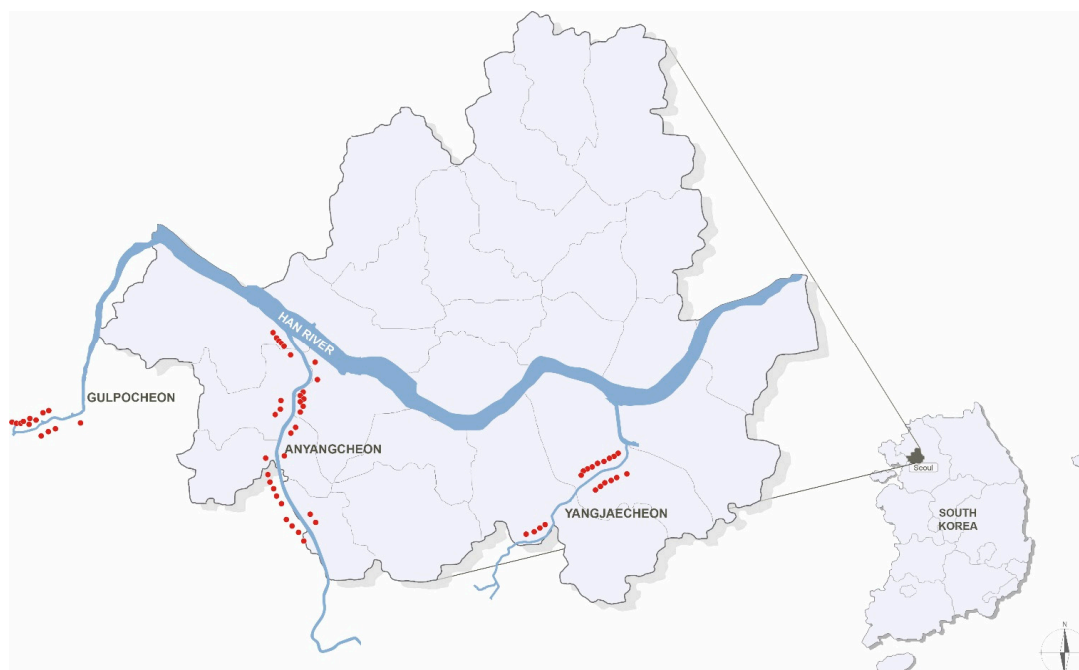 HAN RIVER
GULPOCHEON
ANYANGCHEON
YANGJAECHEON
Seoul
SOUTH
KOREA
N